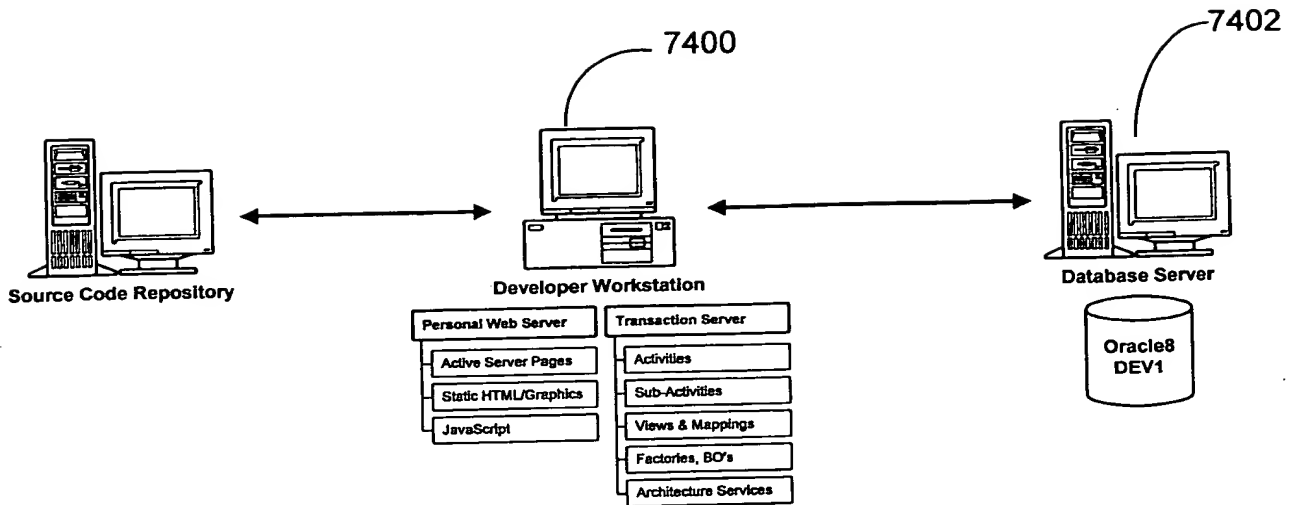 7400
7402
Source Code Repository
Developer Workstation
Database Server
Personal Web Server
Active Server Pages
Static HTML/Graphics
JavaScript
Transaction Server
Activities
Sub-Activities
Views & Mappings
Factories, BO's
Architecture Services
Oracle8
DEV1